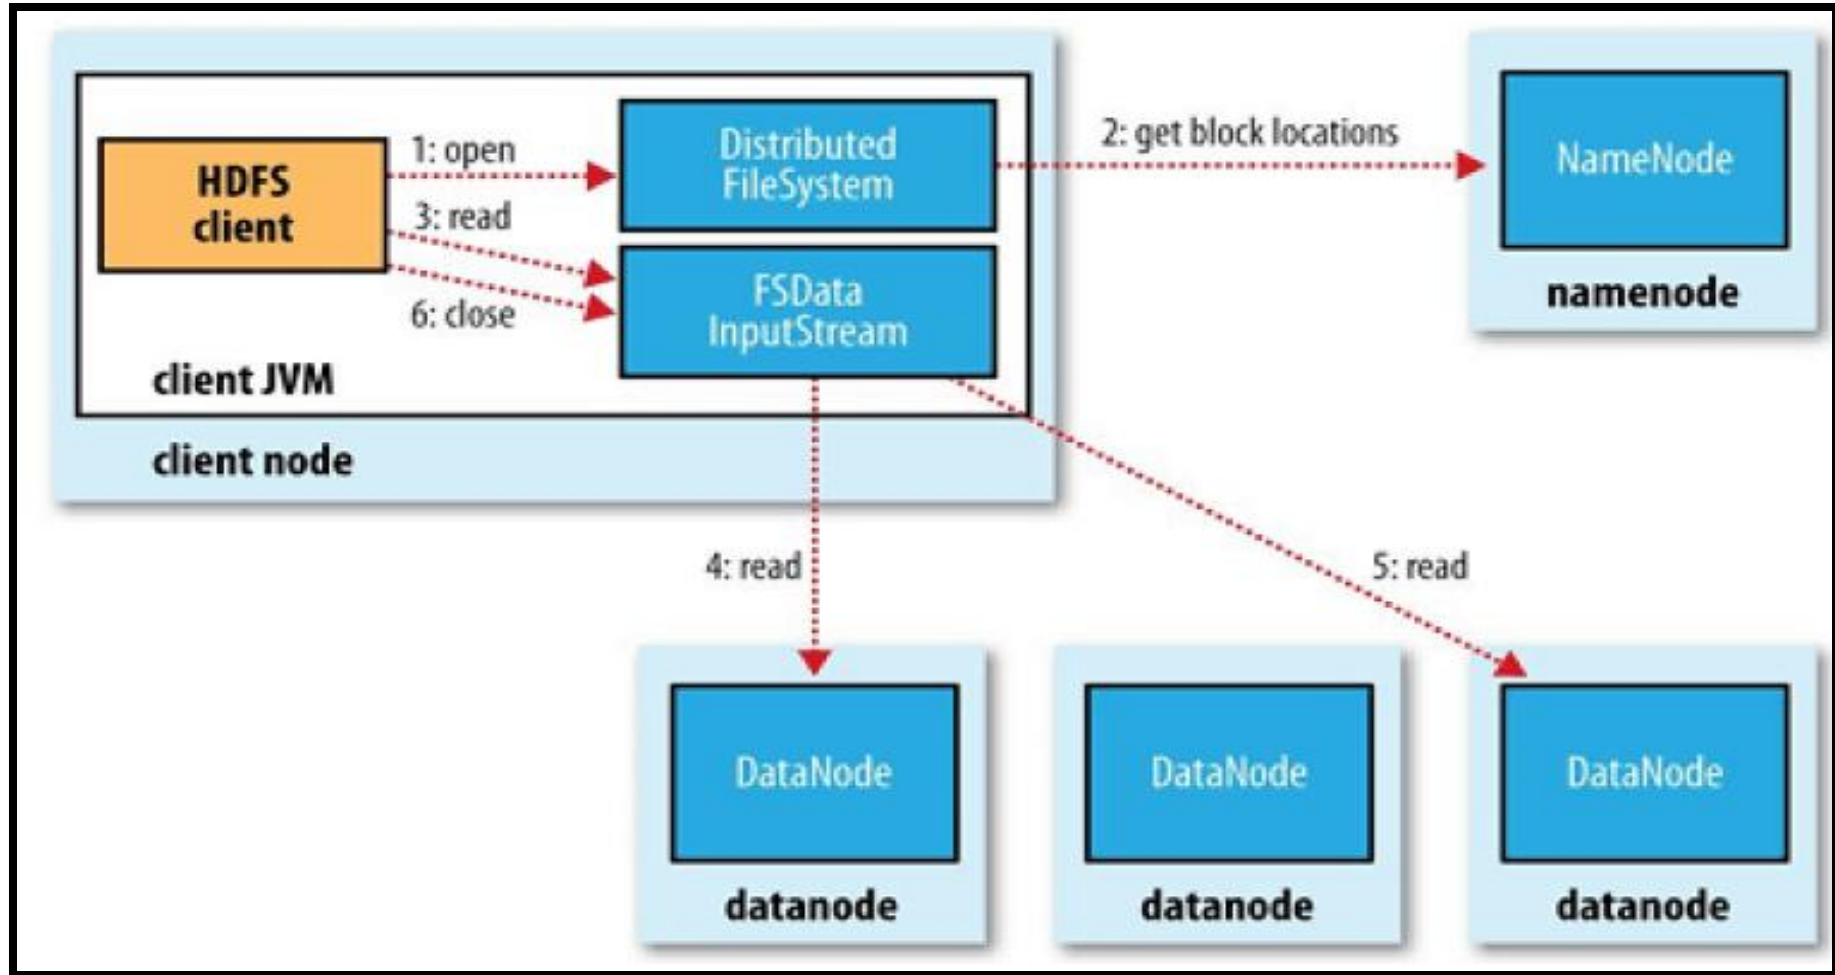 1: open
Distributed
FileSystem
2: get block locations
NameNode
HDFS
client
3: read
6: close
FSData
InputStream
namenode
client JVM
client node
4: read
5: read
DataNode
DataNode
DataNode
datanode
datanode
datanode